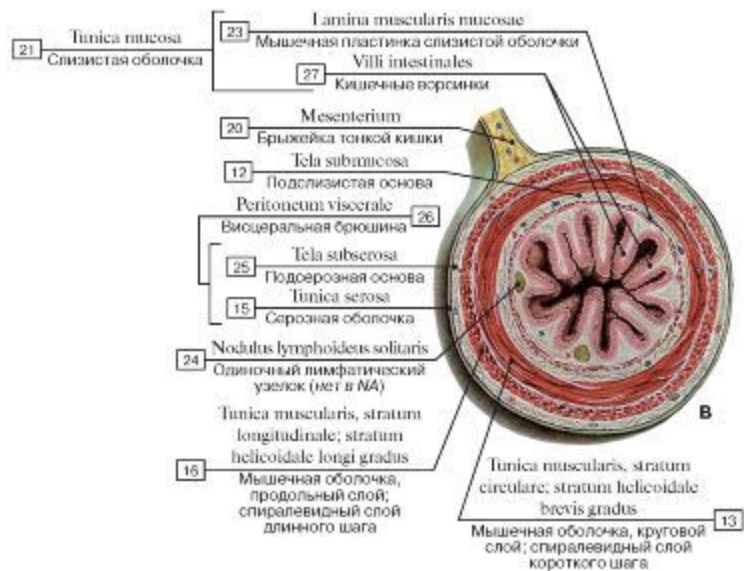 23
Lamina muscularis mucosae
Мышечная пластинка слизистой оболочки
21
Tunica mucosa
Слизистая оболочка
27
Villi intestinales
Кишечные ворсинки
20
Mesenterium
Брыжейка тонкой кишки
12
Tela submucosa
Подслизистая основа
Peritoneum viscerale
26
Висцеральная брюшина
25
Tela subserosa
Подсерозная основа
15
Tunica serosa
Серозная оболочка
24
Nodulus lymphoideus solitaris
Одиночный лимфатический
узелок (нет в NA)
B
16
Tunica muscularis, stratum
longitudinale; stratum
helicoidale longi gradus
Мышечная оболочка,
продольный слой;
спиралевидный слой
длинного шага
Tunica muscularis, stratum
circulare; stratum helicoidale
brevis gradus
13
Мышечная оболочка, круговой
слой; спиралевидный слой
короткого шага